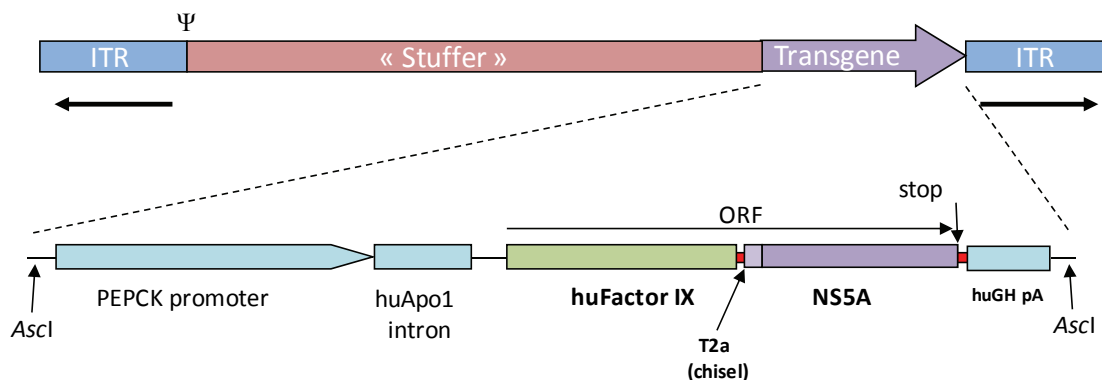 Ψ
ITR
« Stuffer »
Transgene
ITR
stop
ORF
PEPCK promoter
huApo1
intron
huFactor IX
NS5A
huGH pA
AscI
T2a
(chisel)
AscI